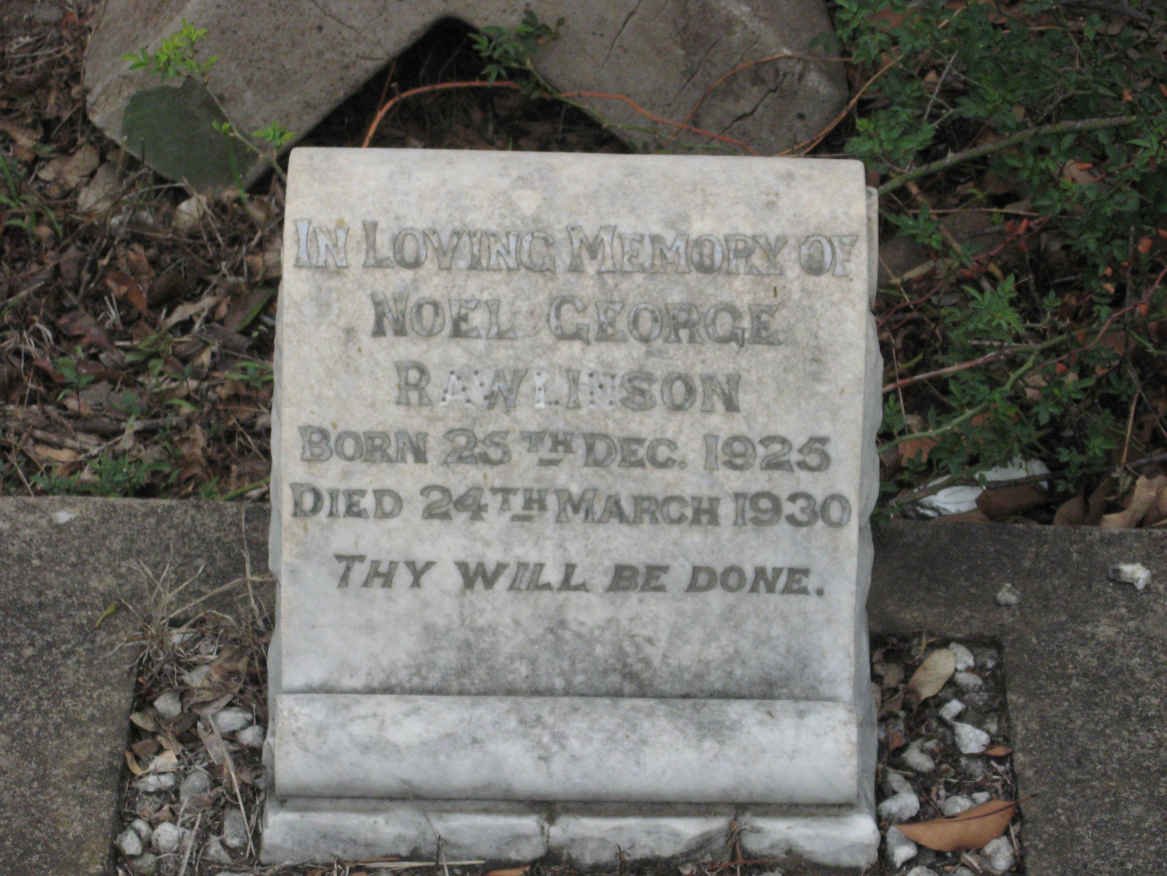 In Loving Memory of
Noel George
Rawlinson
Born 25th Dec. 1925
Died 24th March 1930
Thy will be done.